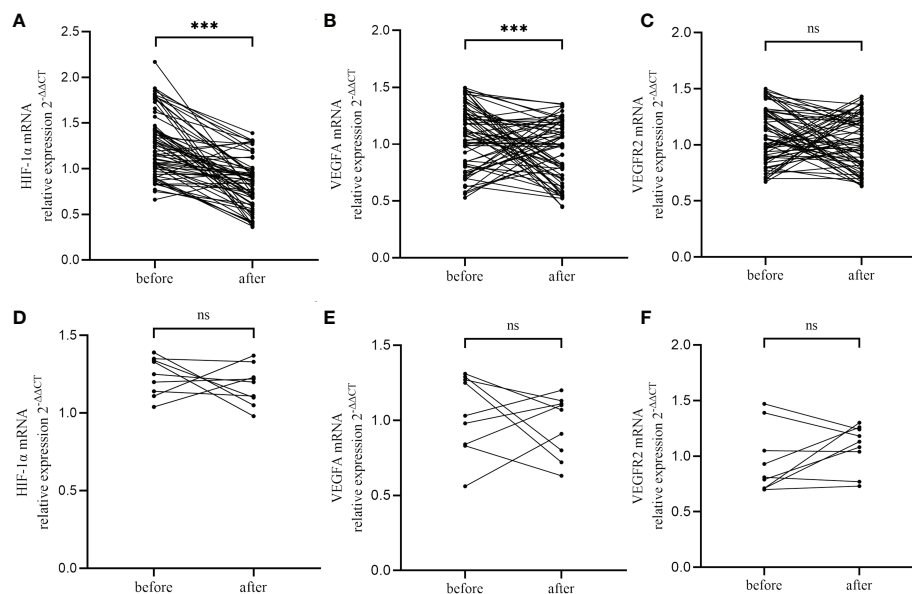 A
HIF-1α mRNA
relative expression 2^-ΔΔCT
2.5
2.0
1.5
1.0
0.5
0.0
***
before
after
B
VEGFA mRNA
relative expression 2^-ΔΔCT
2.0
1.5
1.0
0.5
0.0
***
before
after
C
VEGFR2 mRNA
relative expression 2^-ΔΔCT
2.0
1.5
1.0
0.5
0.0
ns
before
after
D
HIF-1α mRNA
relative expression 2^-ΔΔCT
1.5
1.0
0.5
0.0
ns
before
after
E
VEGFA mRNA
relative expression 2^-ΔΔCT
1.5
1.0
0.5
0.0
ns
before
after
F
VEGFR2 mRNA
relative expression 2^-ΔΔCT
2.0
1.5
1.0
0.5
0.0
ns
before
after